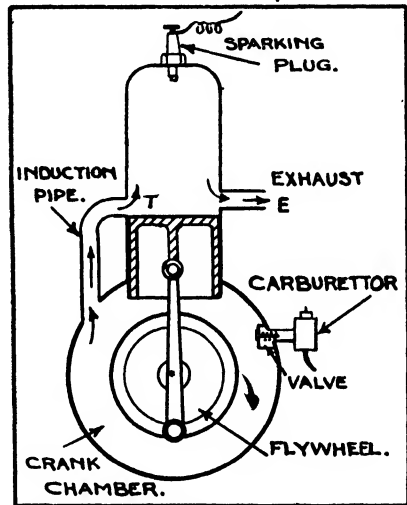 SPARKING
PLUG.
INDUCTION
PIPE.
T
EXHAUST
E
CARBURETTOR
VALVE
FLYWHEEL.
CRANK
CHAMBER.